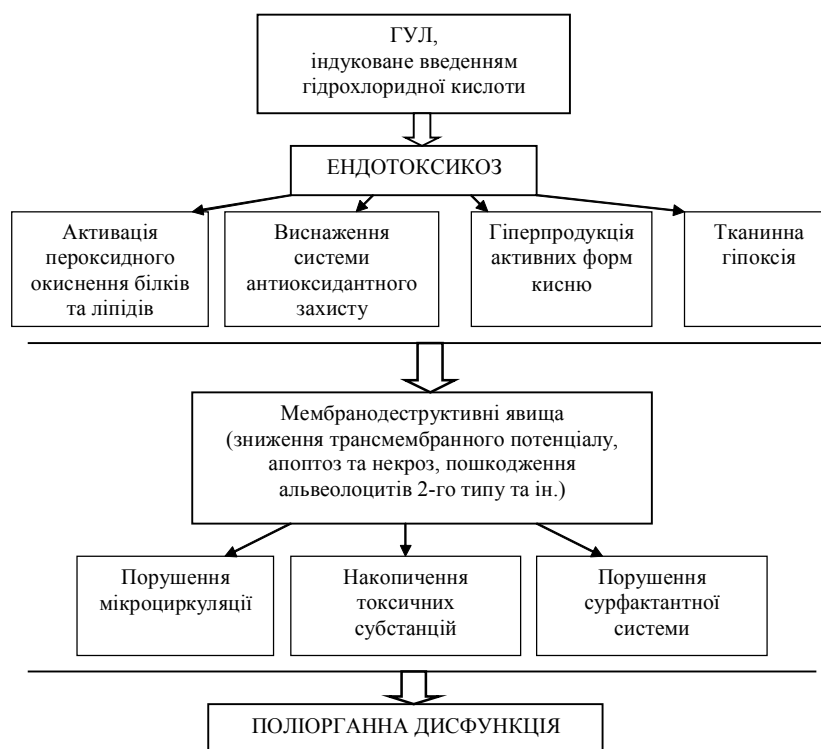 ГУЛ,
індуковане введенням
гідрохлоридної кислоти
ЕНДОТОКСИКОЗ
Активація
пероксидного
окиснення білків
та ліпідів
Виснаження
системи
антиоксидантного
захисту
Гіперпродукція
активних форм
кисню
Тканинна
гіпоксія
Мембранодеструктивні явища
(зниження трансмембранного потенціалу,
апоптоз та некроз, пошкодження
альвеолоцитів 2-го типу та ін.)
Порушення
мікроциркуляції
Накопичення
токсичних
субстанцій
Порушення
сурфактантної
системи
ПОЛІОРГАННА ДИСФУНКЦІЯ